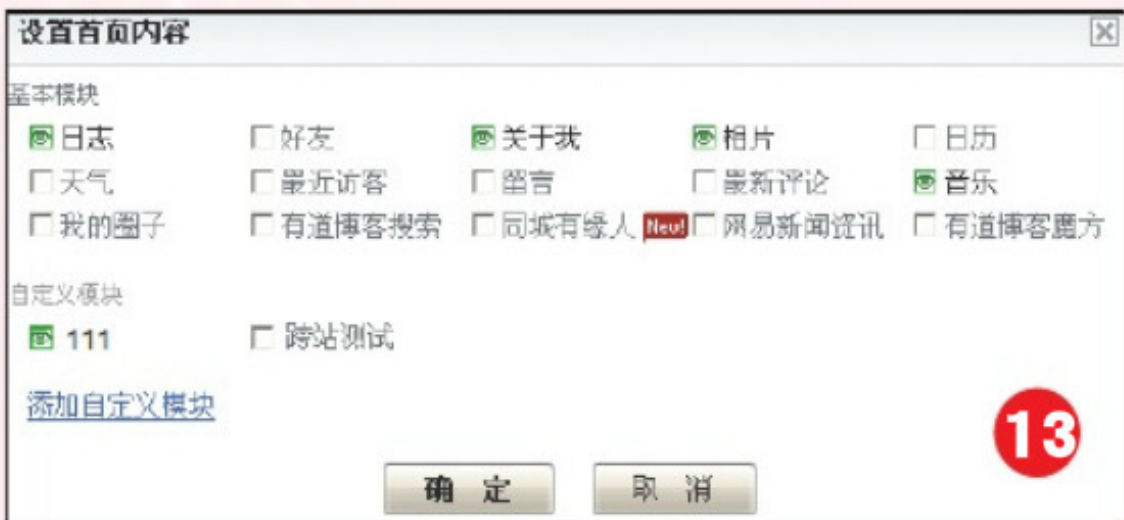 设置首页内容
基本模块
日志 好友 关于我 相片 日历
天气 最近访客 留言 最新评论 音乐
我的圈子 有道博客搜索 同城有缘人 New! 网易新闻资讯 有道博客魔方
自定义模块
111 跨站测试
添加自定义模块
13
确定 取消